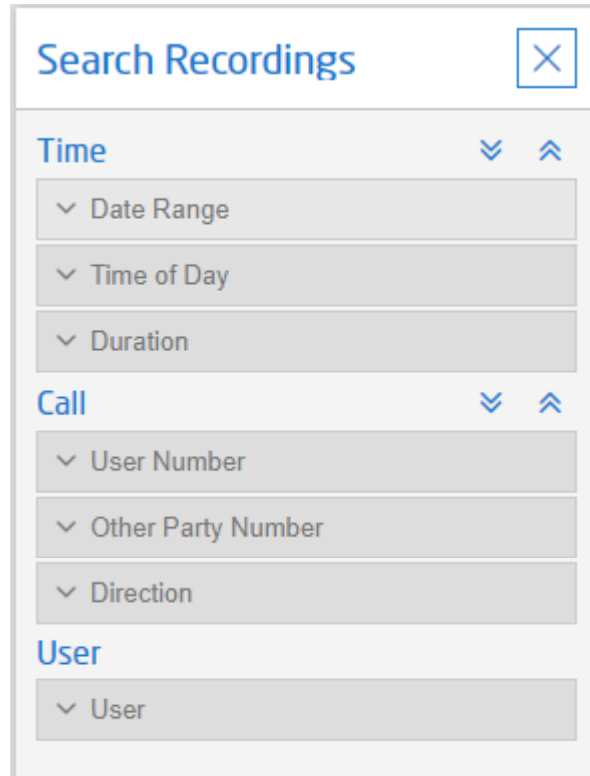 Search Recordings
Time
Date Range
Time of Day
Duration
Call
User Number
Other Party Number
Direction
User
User